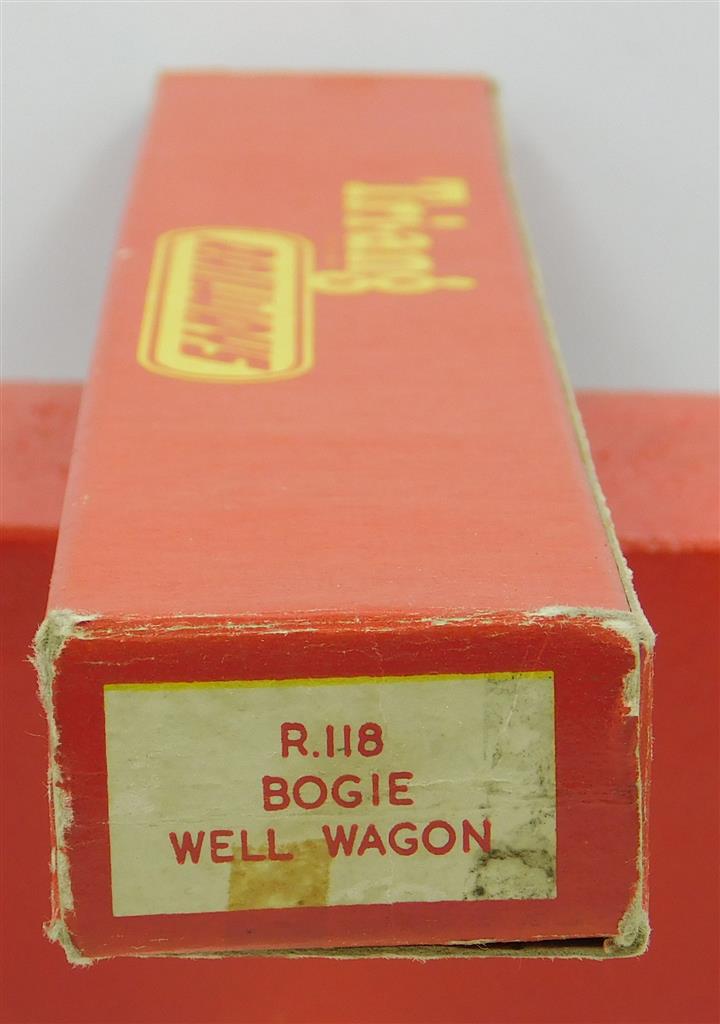 Tri-ang
RAILWAYS
R.118
BOGIE
WELL WAGON